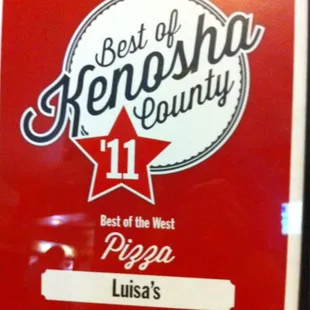 Best of
Kenosha
County
'11
Best of the West
Pizza
Luisa's